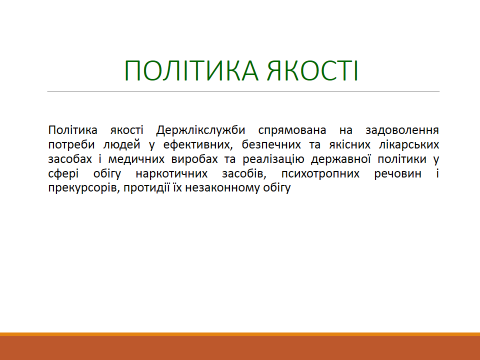 ПОЛІТИКА ЯКОСТІ
Політика якості Держлікслужби спрямована на задоволення
потреби людей у ефективних, безпечних та якісних лікарських
засобах і медичних виробах та реалізацію державної політики у
сфері обігу наркотичних засобів, психотропних речовин і
прекурсорів, протидії їх незаконному обігу